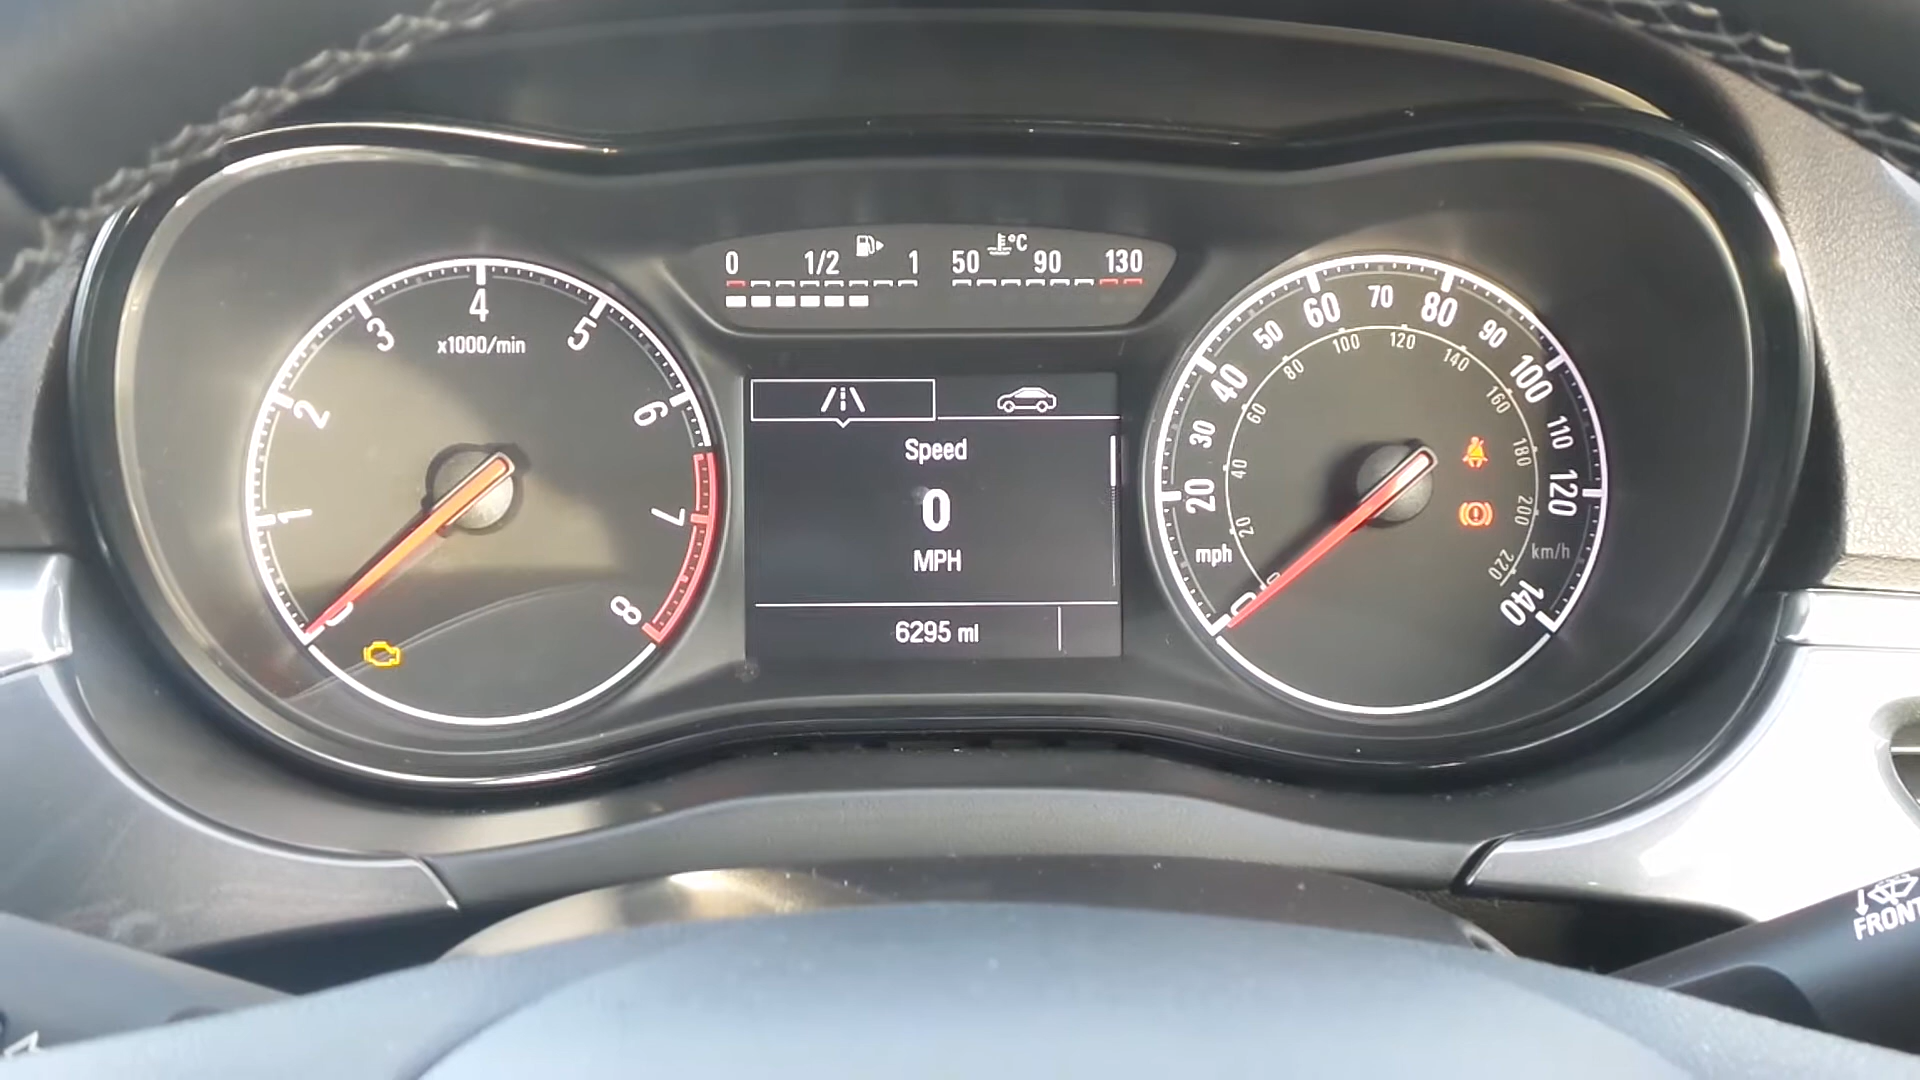 0 1/2 1
50 °C 90 130
1 2 3 4 5 6 7 8
x1000/min
Speed
0
MPH
6295 mi
0 20 30 40 50 60 70 80 90 100 110 120 140
mph
0 20 40 60 80 100 120 140 160 180 200 220
km/h
FRONT